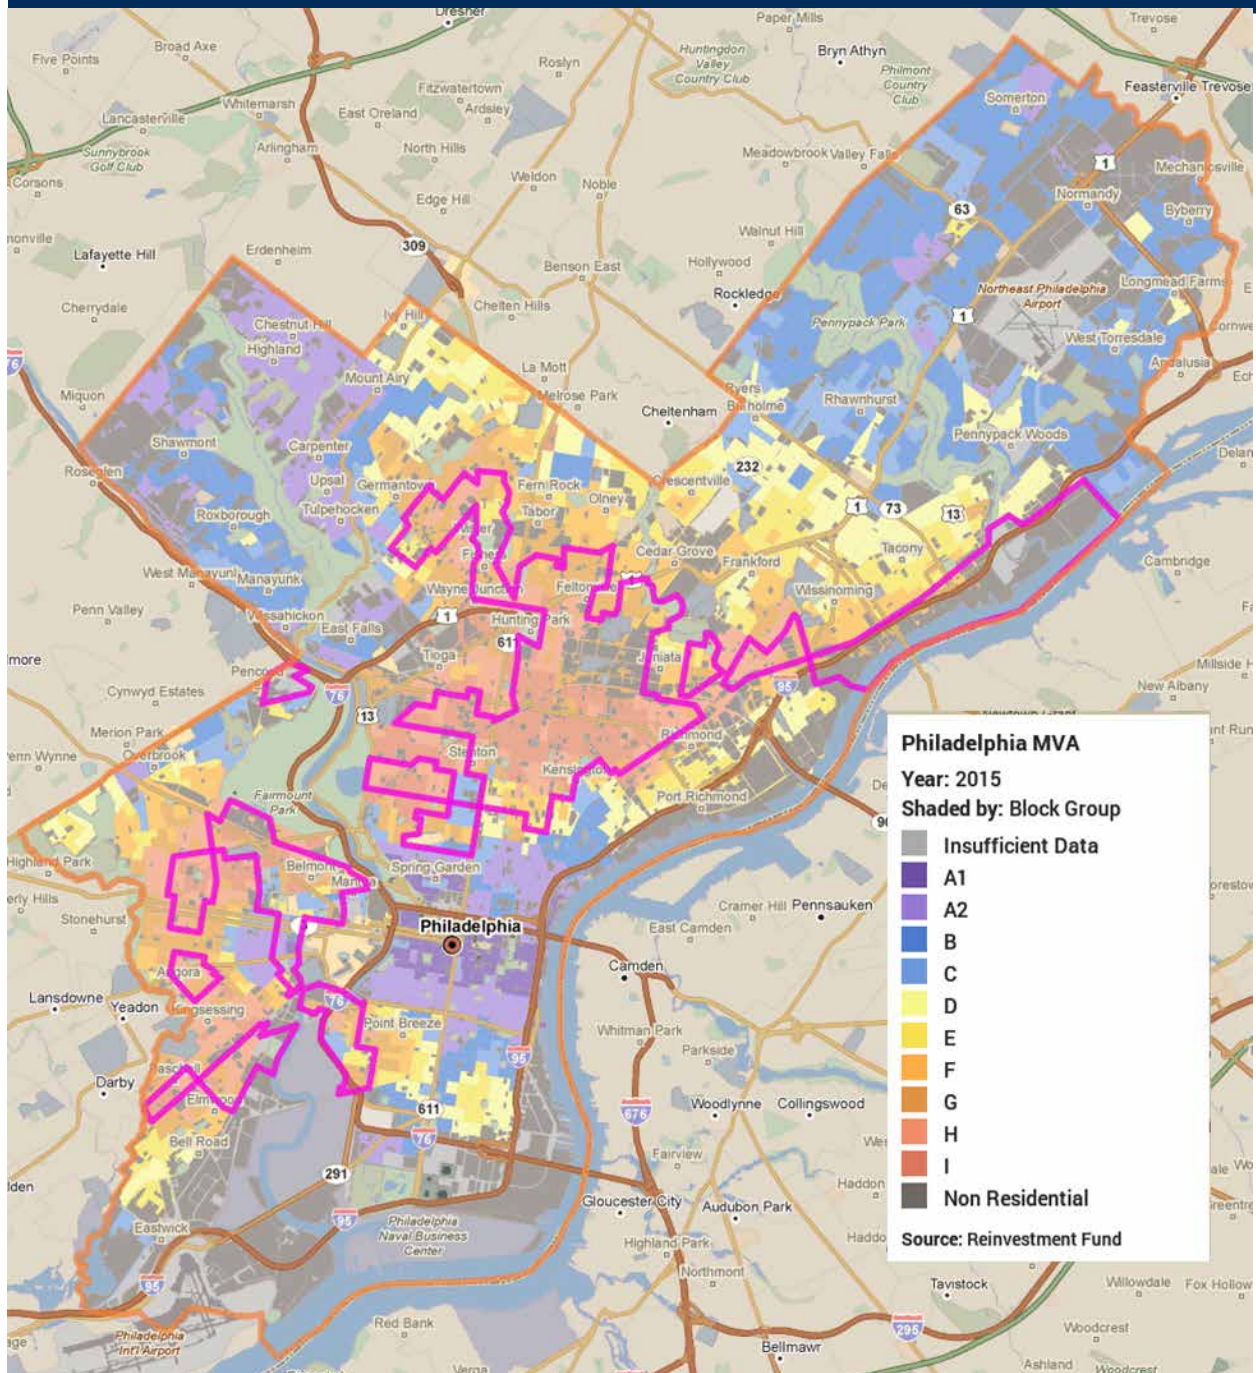 Dresher
Paper Mills
Trevose
Five Points
Broad Axe
Roslyn
Huntingdon
Valley
Country Club
Bryn Athyn
Philmont
Country
Club
Feasterville Trevose
Fitzwatertown
Whitemarsh
Lancasterville
East Oreland
Ardsley
Somerton
Sunnybrook
Golf Club
Arlingham
North Hills
Meadowbrook
Corsons
Weldon
Noble
1
Mechanicsville
Normandy
Edge Hill
63
Byberry
309
Walnut Hill
Lafayette Hill
Erdenheim
Hollywood
Benson East
Northeast Philadelphia
Airport
Longmead Farms
Cherrydale
Chelten Hills
Rockledge
Ivy Hill
1
Chestnut Hill
Pennypack Park
Highland
West Torresdale
La Mott
Andalusia
Mount Airy
Miquon
Melrose Park
Ryers
Rhawnhurst
Burholme
Cheltenham
Shawmont
Carpenter
Pennypack Woods
232
Upsal
Germantown
Fern Rock
Crescentville
Olney
Roxborough
Tulpehocken
Tabor
1
73
13
Cedar Grove
Tacony
Frankford
Cambridge
West Manayunk
Manayunk
Wayne Junction
Wissinoming
Penn Valley
Wissahickon
1
Hunting Park
East Falls
611
Tioga
Juniata
Millside H
Cynwyd Estates
76
95
New Albany
13
Merion Park
Richmond
Stenton
Overbrook
Kensington
Fairmount
Park
Port Richmond
Highland Park
Belmont
Spring Garden
Mantua
Stonehurst
Cramer Hill
Pennsauken
Philadelphia
East Camden
Angora
Camden
Lansdowne
Yeadon
76
Kingsessing
Point Breeze
Whitman Park
95
Parkside
Darby
Elmwood
611
676
Woodlynne
Collingswood
Bell Road
76
Fairview
291
Haddon
Gloucester City
Audubon Park
Eastwick
95
Philadelphia
Naval Business
Center
Highland Park
Northmont
95
Tavistock
Willowdale
Fox Hollow
Red Bank
295
Philadelphia
Int'l Airport
Woodcrest
Bellmawr
Ashland
Woodcrest
Philadelphia MVA
Year: 2015
Shaded by: Block Group
Insufficient Data
A1
A2
B
C
D
E
F
G
H
I
Non Residential
Source: Reinvestment Fund